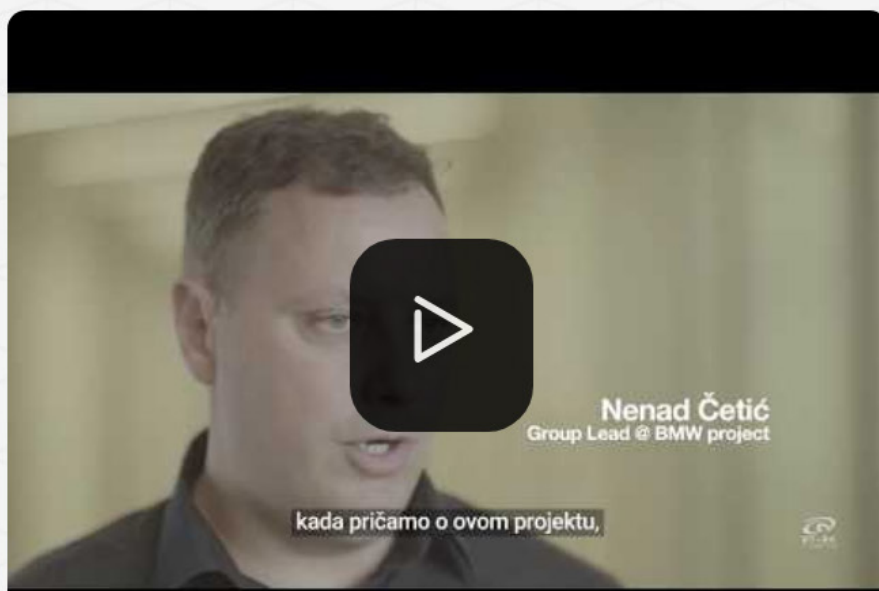 Nenad Četić
Group Lead @ BMW project
kada pričamo o ovom projektu,